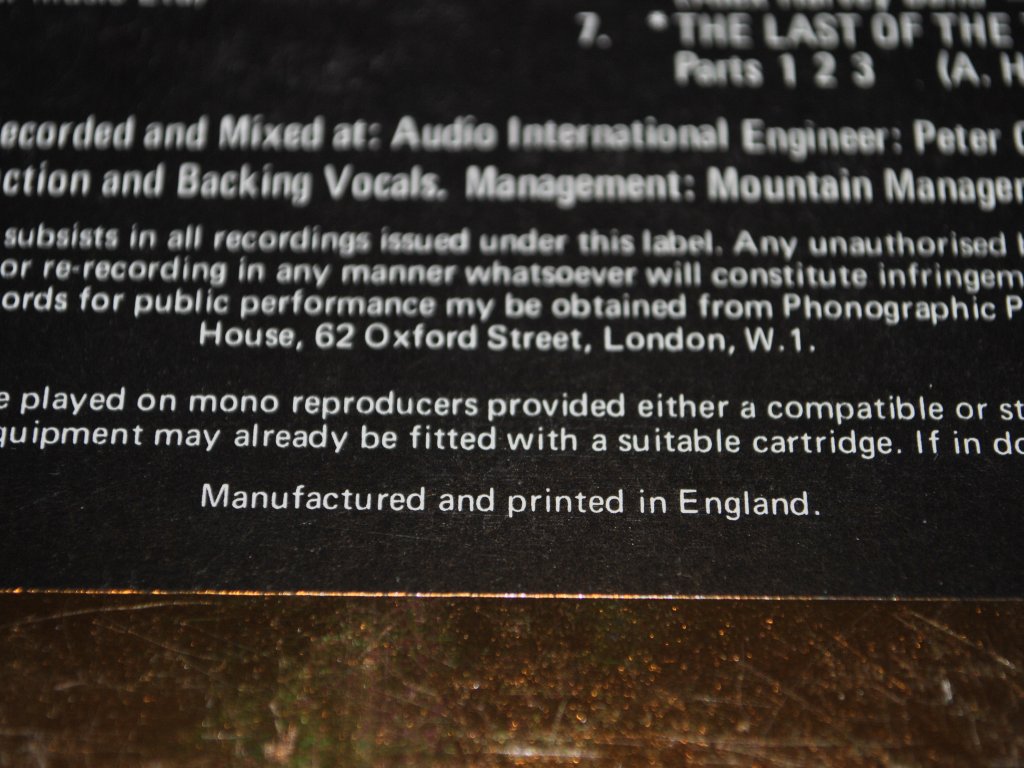 7. *THE LAST OF THE
Parts 1 2 3 (A. H
ecorded and Mixed at: Audio International Engineer: Peter
ction and Backing Vocals. Management: Mountain Manager
subsists in all recordings issued under this label. Any unauthorised
or re-recording in any manner whatsoever will constitute infringem
ords for public performance my be obtained from Phonographic P
House, 62 Oxford Street, London, W.1.
e played on mono reproducers provided either a compatible or st
quipment may already be fitted with a suitable cartridge. If in do
Manufactured and printed in England.